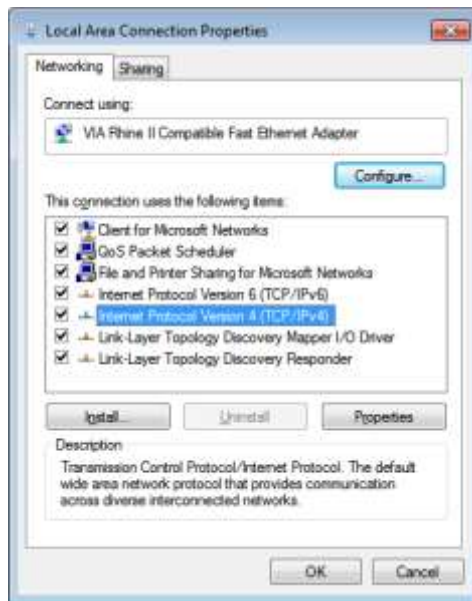 Local Area Connection Properties
Networking
Sharing
Connect using:
VIA Rhine II Compatible Fast Ethernet Adapter
Configure...
This connection uses the following items:
Client for Microsoft Networks
QoS Packet Scheduler
File and Printer Sharing for Microsoft Networks
Internet Protocol Version 6 (TCP/IPv6)
Internet Protocol Version 4 (TCP/IPv4)
Link-Layer Topology Discovery Mapper I/O Driver
Link-Layer Topology Discovery Responder
Install...
Uninstall
Properties
Description
Transmission Control Protocol/Internet Protocol. The default
wide area network protocol that provides communication
across diverse interconnected networks.
OK
Cancel